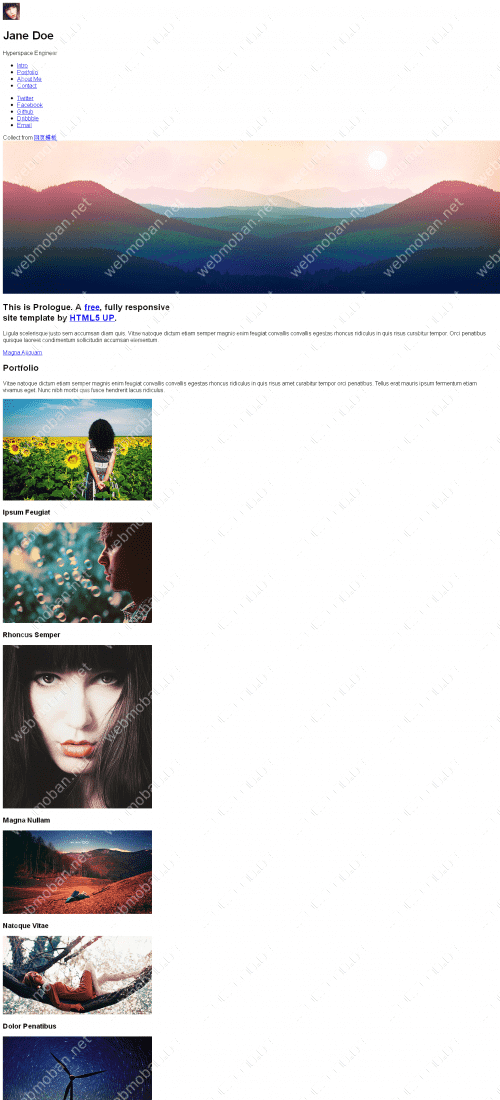 Jane Doe
Hyperspace Engineer
Intro
Portfolio
About Me
Contact
Twitter
Facebook
Github
Dribbble
Email
Collect from 网页模板
This is Prologue. A free, fully responsive
site template by HTML5 UP.
Ligula scelerisque justo sem accumsan diam quis. Vitae natoque dictum etiam semper magnis enim feugiat convallis convallis egestas rhoncus ridiculus in quis risus curabitur tempor. Orci penatibus
quisque laoreet condimentum sollicitudin accumsan elementum.
Magna Aliquam
Portfolio
Vitae natoque dictum etiam semper magnis enim feugiat convallis convallis egestas rhoncus ridiculus in quis risus amet curabitur tempor orci penatibus. Tellus erat mauris ipsum fermentum etiam
vivamus eget. Nunc nibh morbi quis fusce hendrerit lacus ridiculus.
Ipsum Feugiat
Rhoncus Semper
Magna Nullam
Natoque Vitae
Dolor Penatibus
webmoban.net